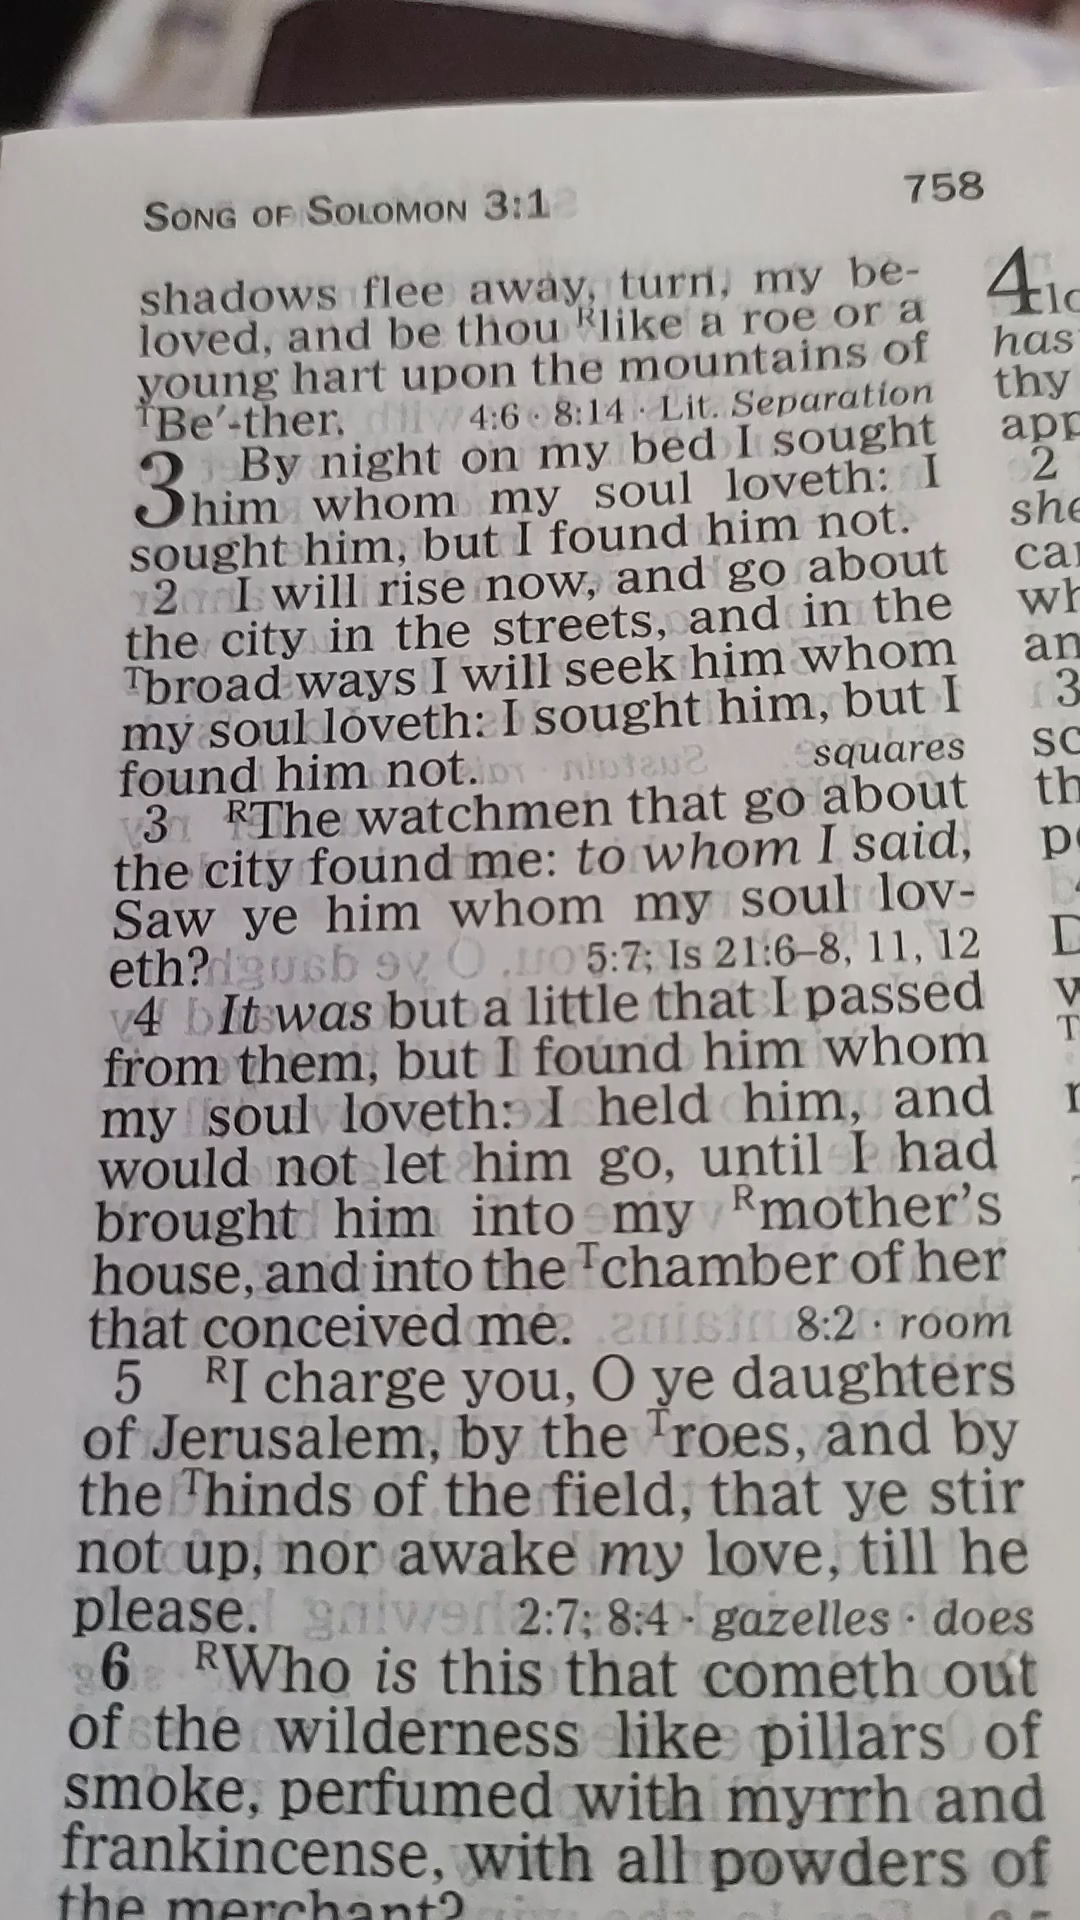 SONG OF SOLOMON 3:1
758
shadows flee away, turn, my be-
loved, and be thou ᴿlike a roe or a
young hart upon the mountains of
ᵀBe′-ther. 4:6 · 8:14 · Lit. Separation
3 By night on my bed I sought
him whom my soul loveth: I
sought him, but I found him not.
2 I will rise now, and go about
the city in the streets, and in the
ᵀbroad ways I will seek him whom
my soul loveth: I sought him, but I
found him not. squares
3 ᴿThe watchmen that go about
the city found me: to whom I said,
Saw ye him whom my soul lov-
eth? 5:7; Is 21:6–8, 11, 12
4 It was but a little that I passed
from them, but I found him whom
my soul loveth: I held him, and
would not let him go, until I had
brought him into my ᴿmother's
house, and into the ᵀchamber of her
that conceived me. 8:2 · room
5 ᴿI charge you, O ye daughters
of Jerusalem, by the ᵀroes, and by
the ᵀhinds of the field, that ye stir
not up, nor awake my love, till he
please. 2:7; 8:4 · gazelles · does
6 ᴿWho is this that cometh out
of the wilderness like pillars of
smoke, perfumed with myrrh and
frankincense, with all powders of
the merchant?
4
has
thy
2
3